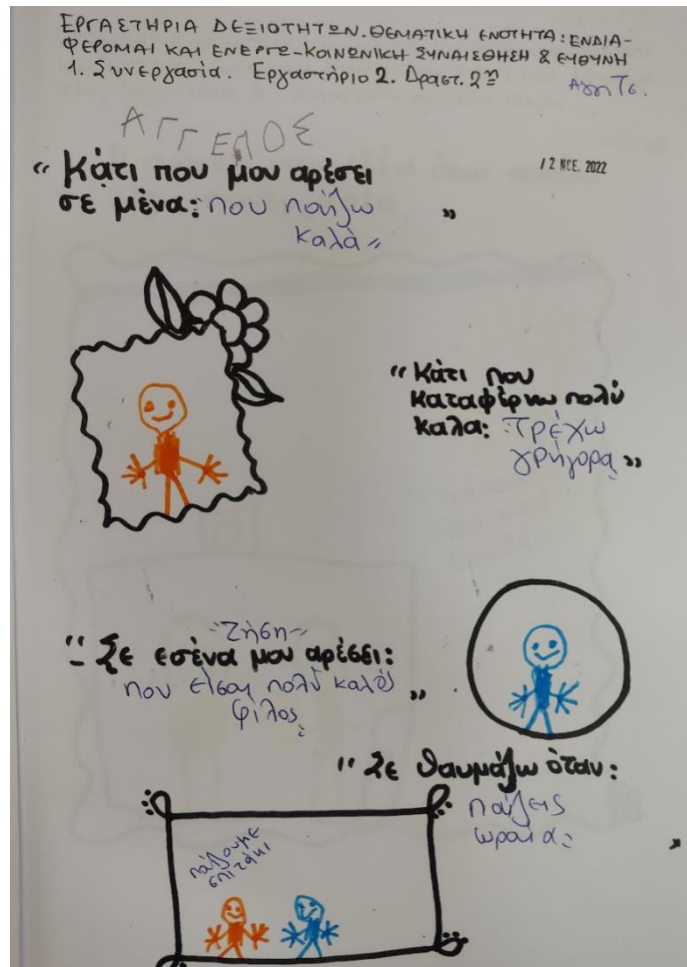 ΕΡΓΑΣΤΗΡΙΑ ΔΕΞΙΟΤΗΤΩΝ. ΘΕΜΑΤΙΚΗ ΕΝΟΤΗΤΑ: ΕΝΔΙΑ-
ΦΕΡΟΜΑΙ ΚΑΙ ΕΝΕΡΓΩ-ΚΟΙΝΩΝΙΚΗ ΣΥΝΑΙΣΘΗΣΗ & ΕΥΘΥΝΗ
1. Συνεργασία. Εργαστήριο 2. Δραστ. 2η
ΑΓΓΕΛΟΣ
12 ΝΟΕ. 2022
“ Κάτι που μου αρέσει
σε μένα: που παίζω
καλά ”
“ Κάτι που
καταφέρνω πολύ
καλά: Τρέχω
γρήγορα ”
Ζήση
“ Σε εσένα μου αρέσει:
που είσαι πολύ καλός ”
φίλος
“ Σε θαυμάζω όταν:
παίζεις
ωραία
παίζουμε
σπιτάκι